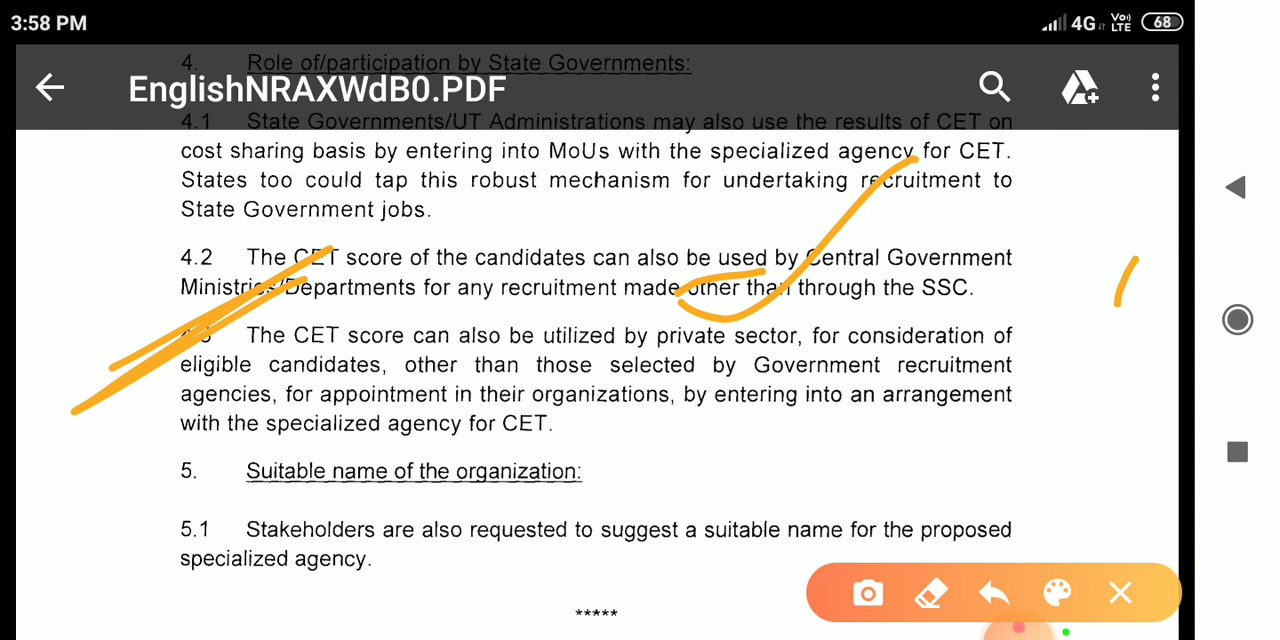 3:58 PM
4G Vo) LTE 68
4. Role of/participation by State Governments:
EnglishNRAXWdB0.PDF
4.1 State Governments/UT Administrations may also use the results of CET on
cost sharing basis by entering into MoUs with the specialized agency for CET.
States too could tap this robust mechanism for undertaking recruitment to
State Government jobs.
4.2 The CET score of the candidates can also be used by Central Government
Ministries/Departments for any recruitment made other than through the SSC.
The CET score can also be utilized by private sector, for consideration of
eligible candidates, other than those selected by Government recruitment
agencies, for appointment in their organizations, by entering into an arrangement
with the specialized agency for CET.
5. Suitable name of the organization:
5.1 Stakeholders are also requested to suggest a suitable name for the proposed
specialized agency.
*****